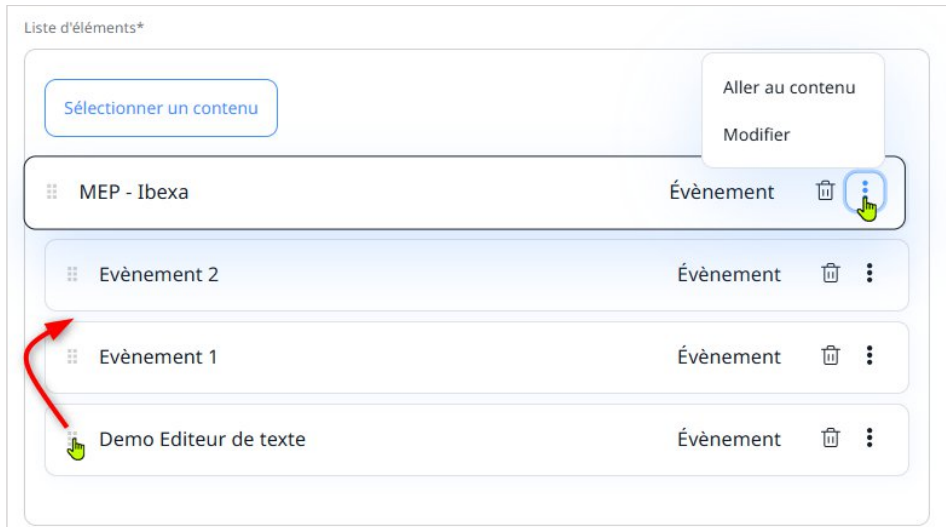 Liste d'éléments*
Sélectionner un contenu
Aller au contenu
Modifier
MEP - Ibexa Évènement
Evènement 2 Évènement
Evènement 1 Évènement
Demo Editeur de texte Évènement